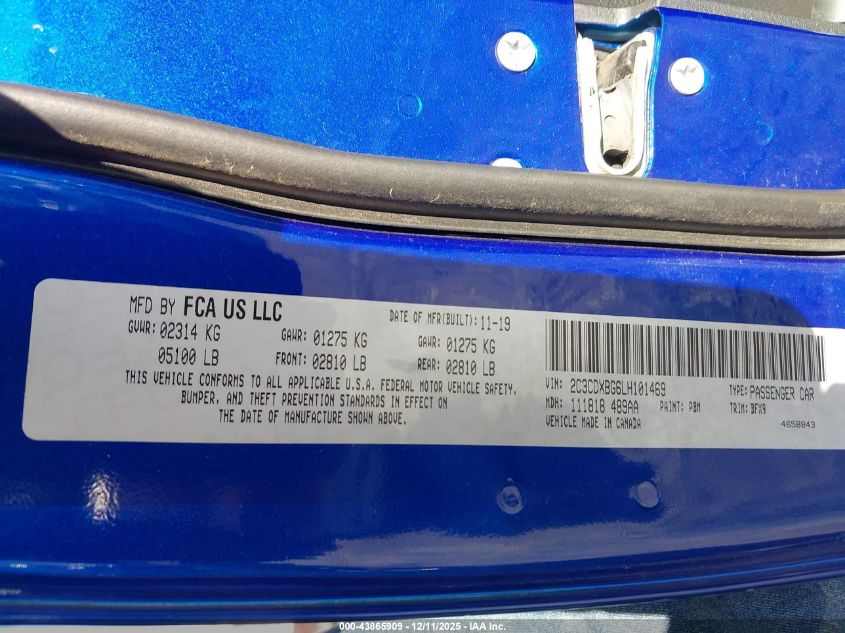 MFD BY FCA US LLC
DATE OF MFR(BUILT): 11-19
GVWR: 02314 KG
05100 LB
GAWR: 01275 KG
FRONT: 02810 LB
GAWR: 01275 KG
REAR: 02810 LB
THIS VEHICLE CONFORMS TO ALL APPLICABLE U.S.A. FEDERAL MOTOR VEHICLE SAFETY,
BUMPER, AND THEFT PREVENTION STANDARDS IN EFFECT ON
THE DATE OF MANUFACTURE SHOWN ABOVE.
VIN: 2C3CDXBG6LH101469
TYPE: PASSENGER CAR
MDH: 111818 489AA
PAINT: PBM
TRIM: BFX9
VEHICLE MADE IN CANADA
4658843
000-43865909 - 12/11/2025 - IAA Inc.